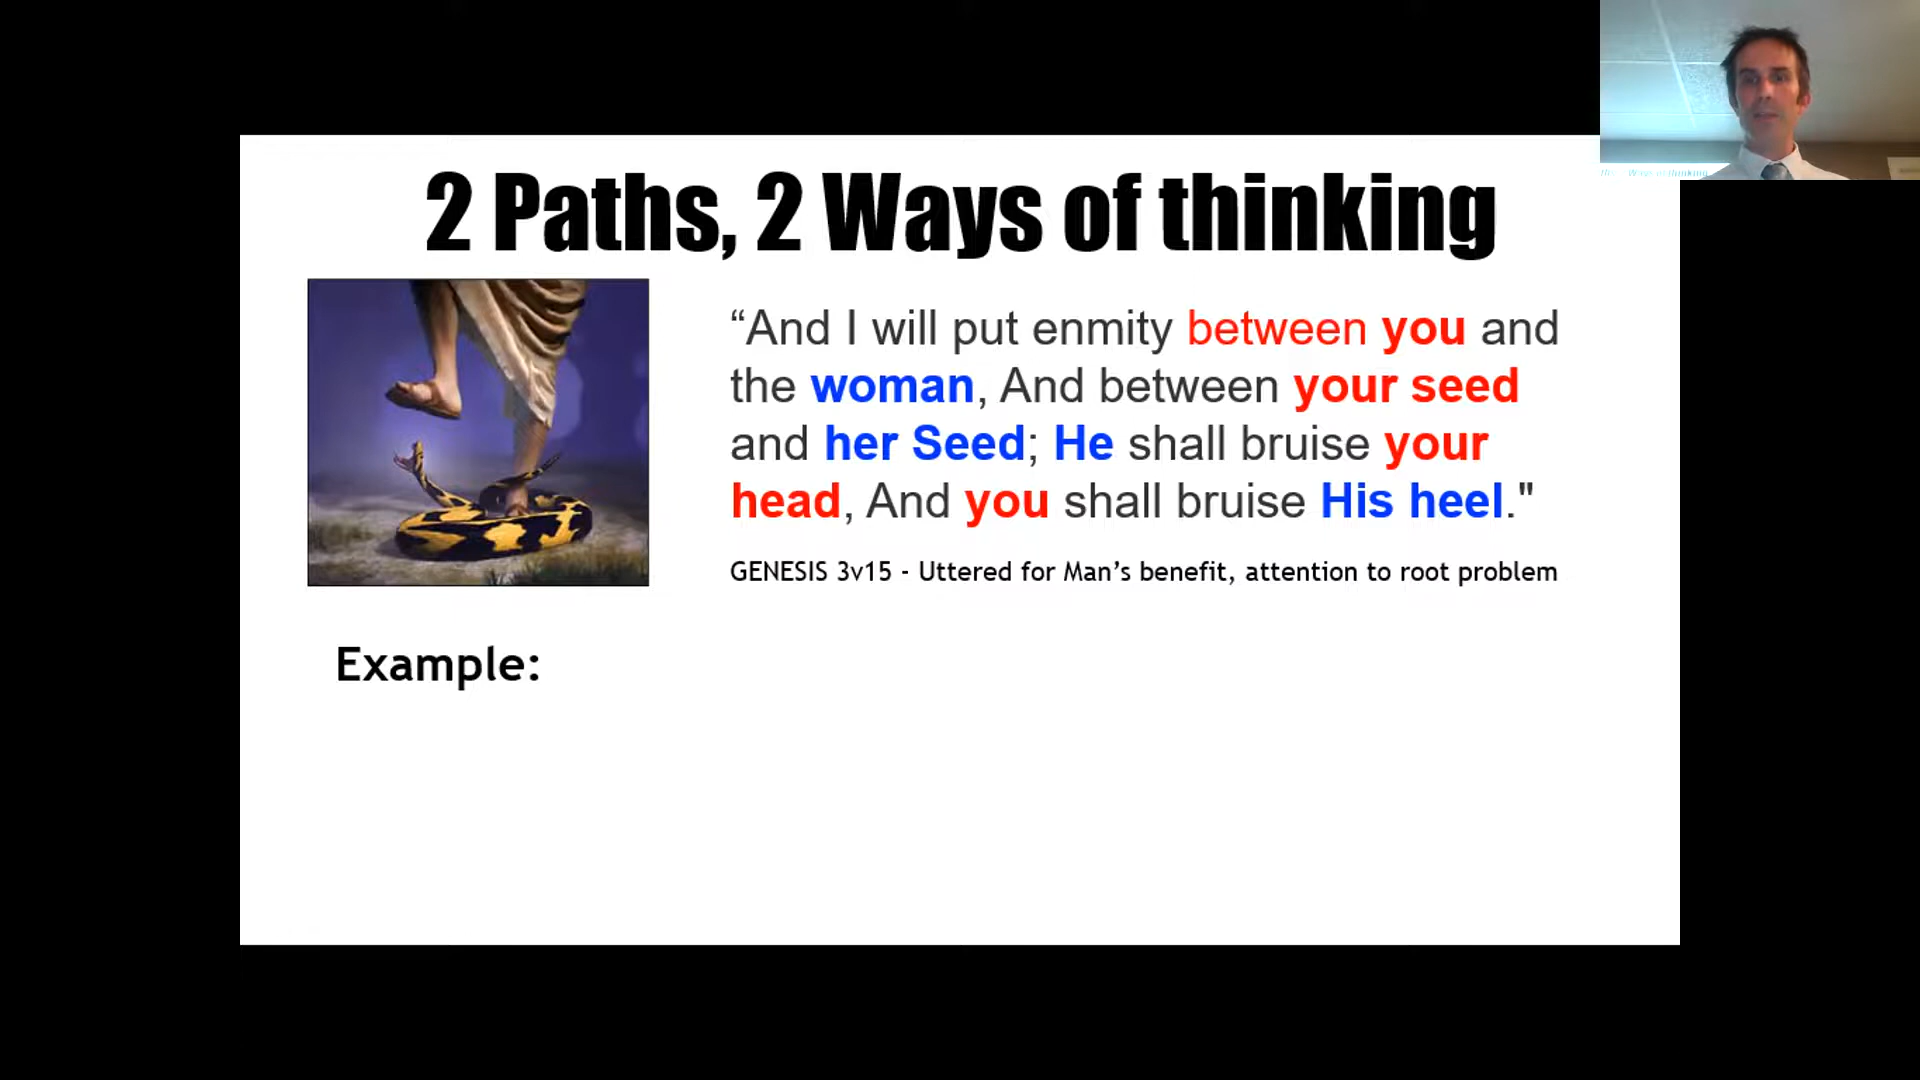 2 Paths, 2 Ways of thinking
“And I will put enmity between you and
the woman, And between your seed
and her Seed; He shall bruise your
head, And you shall bruise His heel."
GENESIS 3v15 - Uttered for Man’s benefit, attention to root problem
Example: